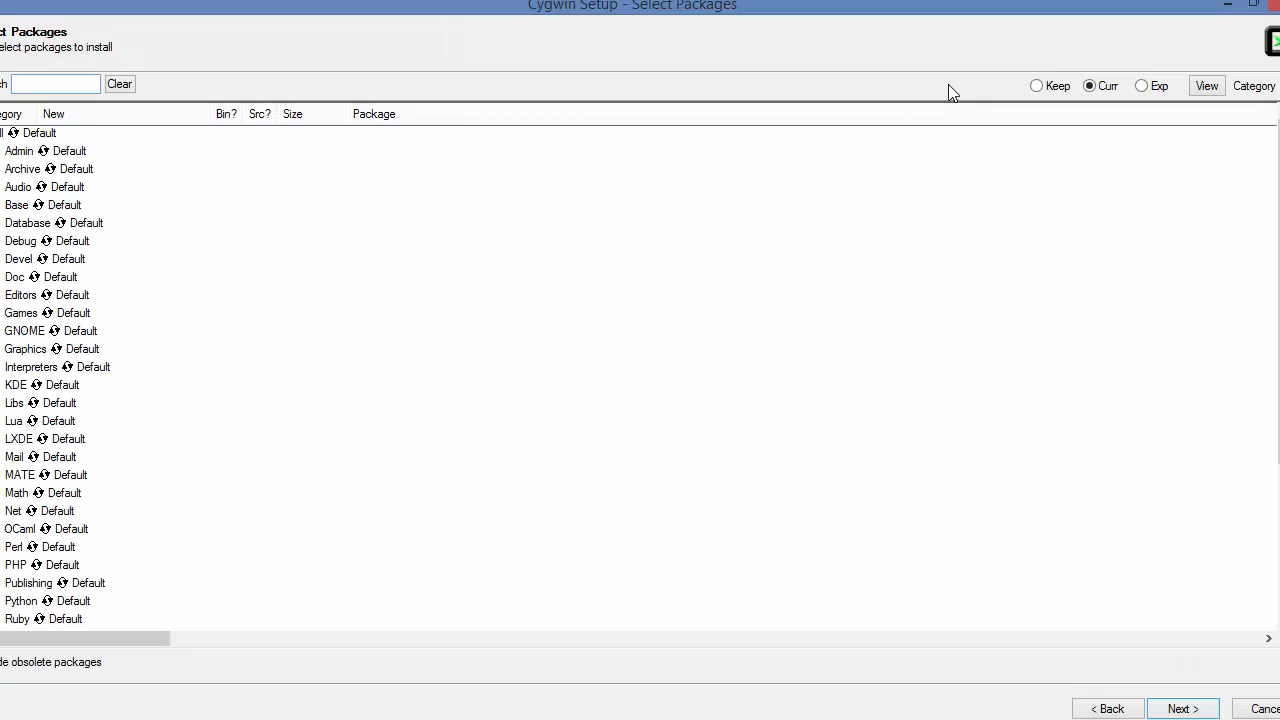 Cygwin Setup - Select Packages
ct Packages
elect packages to install
ch
Clear
Keep
Curr
Exp
View
Category
egory New Bin? Src? Size Package
ll Default
Admin Default
Archive Default
Audio Default
Base Default
Database Default
Debug Default
Devel Default
Doc Default
Editors Default
Games Default
GNOME Default
Graphics Default
Interpreters Default
KDE Default
Libs Default
Lua Default
LXDE Default
Mail Default
MATE Default
Math Default
Net Default
OCaml Default
Perl Default
PHP Default
Publishing Default
Python Default
Ruby Default
de obsolete packages
< Back
Next >
Cance